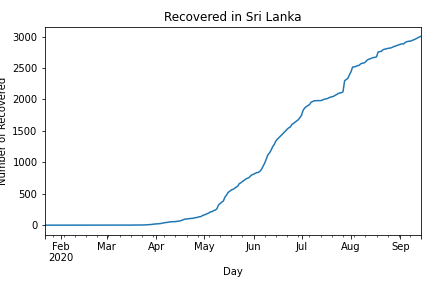 Recovered in Sri Lanka
Number of Recovered
3000
2500
2000
1500
1000
500
0
Feb Mar Apr May Jun Jul Aug Sep
2020
Day